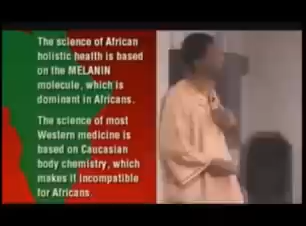 The science of African
holistic health is based
on the MELANIN
molecule, which is
dominant in Africans.
The science of most
Western medicine is
based on Caucasian
body chemistry, which
makes it incompatible
for Africans.